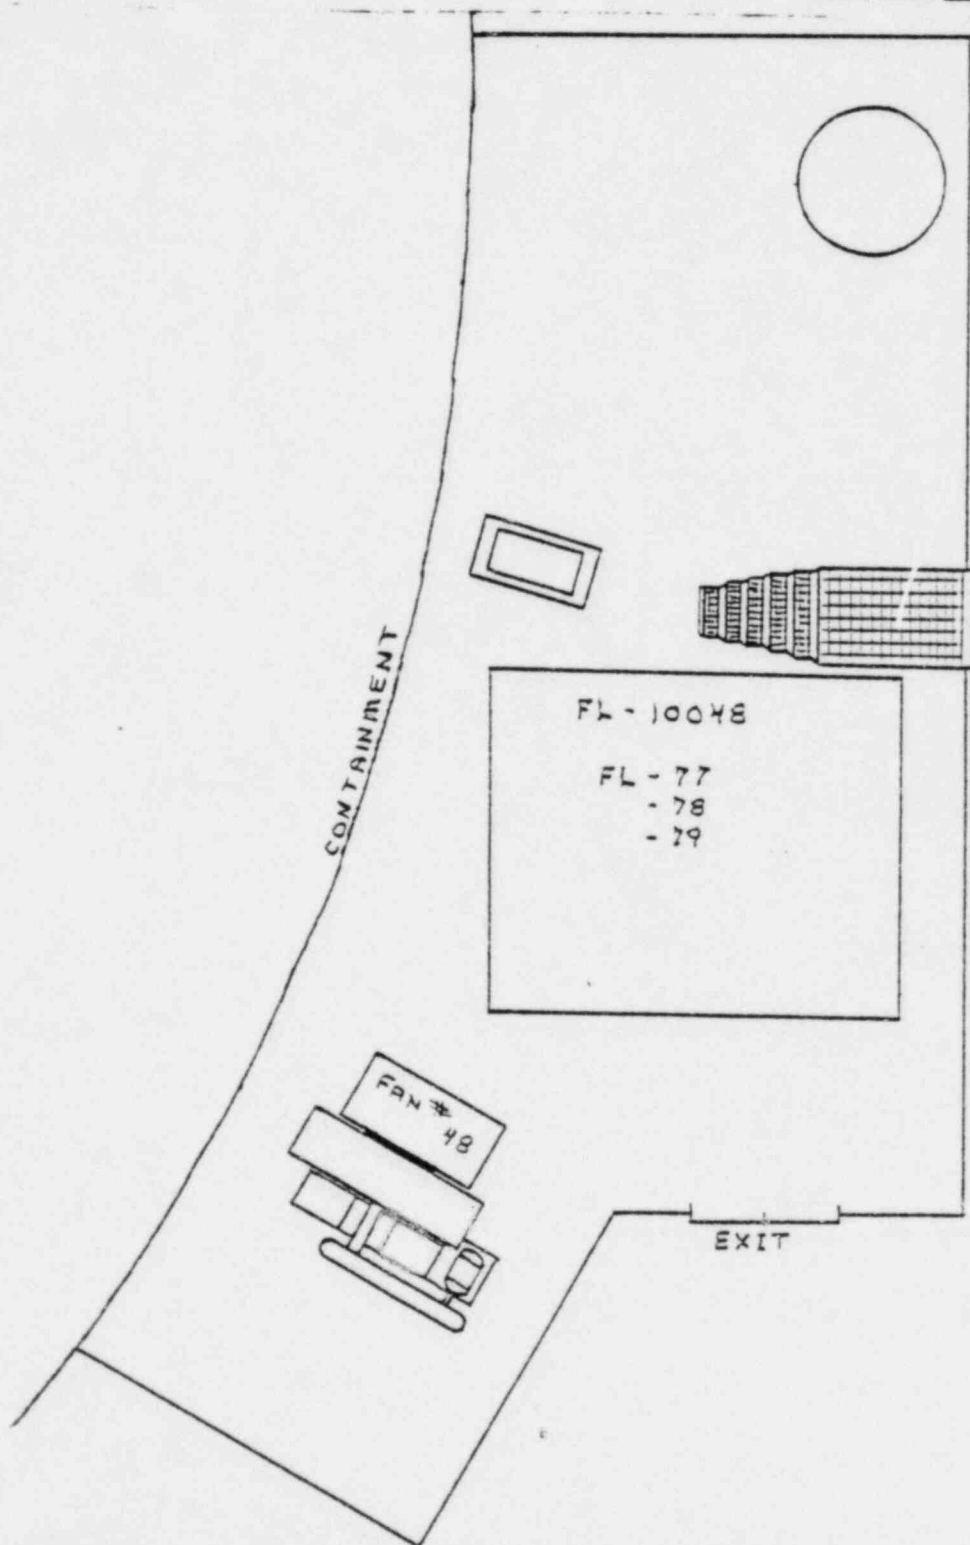 CONTAINMENT
FL - 10048
FL - 77
- 78
- 79
FAN #
48
EXIT